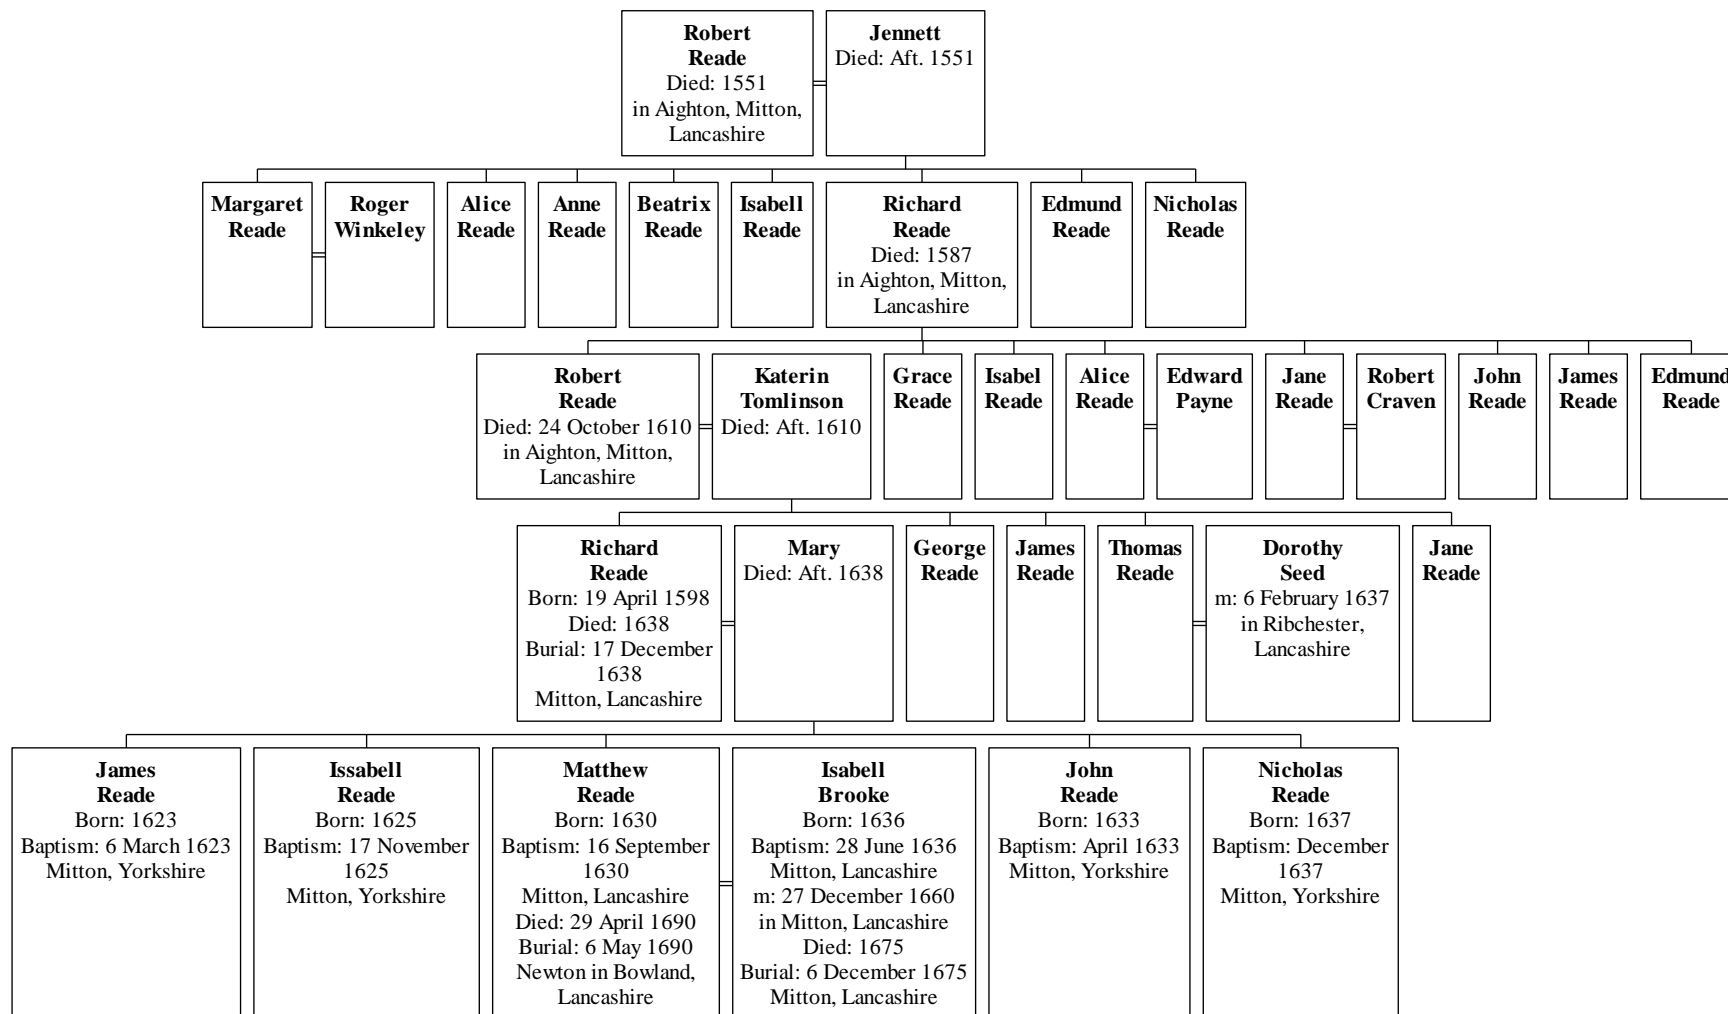 Robert
Reade
Died: 1551
in Aighton, Mitton,
Lancashire
Jennett
Died: Aft. 1551
Margaret
Reade
Roger
Winkeley
Alice
Reade
Anne
Reade
Beatrix
Reade
Isabell
Reade
Richard
Reade
Died: 1587
in Aighton, Mitton,
Lancashire
Edmund
Reade
Nicholas
Reade
Robert
Reade
Died: 24 October 1610
in Aighton, Mitton,
Lancashire
Katerin
Tomlinson
Died: Aft. 1610
Grace
Reade
Isabel
Reade
Alice
Reade
Edward
Payne
Jane
Reade
Robert
Craven
John
Reade
James
Reade
Edmund
Reade
Richard
Reade
Born: 19 April 1598
Died: 1638
Burial: 17 December
1638
Mitton, Lancashire
Mary
Died: Aft. 1638
George
Reade
James
Reade
Thomas
Reade
Dorothy
Seed
m: 6 February 1637
in Ribchester,
Lancashire
Jane
Reade
James
Reade
Born: 1623
Baptism: 6 March 1623
Mitton, Yorkshire
Issabell
Reade
Born: 1625
Baptism: 17 November
1625
Mitton, Yorkshire
Matthew
Reade
Born: 1630
Baptism: 16 September
1630
Mitton, Lancashire
Died: 29 April 1690
Burial: 6 May 1690
Newton in Bowland,
Lancashire
Isabell
Brooke
Born: 1636
Baptism: 28 June 1636
Mitton, Lancashire
m: 27 December 1660
in Mitton, Lancashire
Died: 1675
Burial: 6 December 1675
Mitton, Lancashire
John
Reade
Born: 1633
Baptism: April 1633
Mitton, Yorkshire
Nicholas
Reade
Born: 1637
Baptism: December
1637
Mitton, Yorkshire